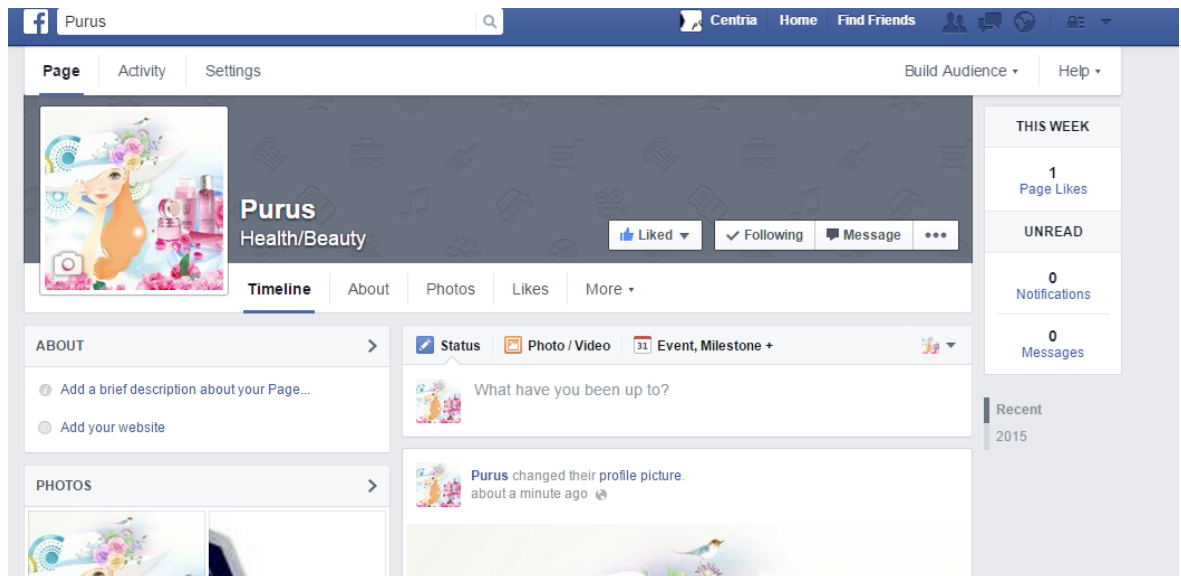 Purus
Centria Home Find Friends
Page Activity Settings
Build Audience Help
Purus
Health/Beauty
Liked Following Message
Timeline About Photos Likes More
THIS WEEK
1
Page Likes
UNREAD
0
Notifications
0
Messages
Recent
2015
ABOUT
Add a brief description about your Page...
Add your website
PHOTOS
Status Photo / Video 31 Event, Milestone +
What have you been up to?
Purus changed their profile picture.
about a minute ago